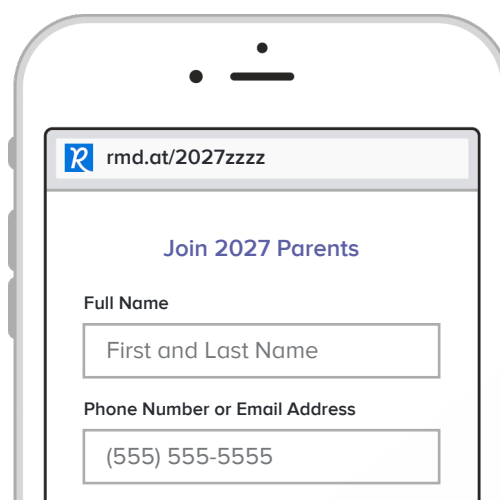 R rmd.at/2027zzzz
Join 2027 Parents
Full Name
First and Last Name
Phone Number or Email Address
(555) 555-5555